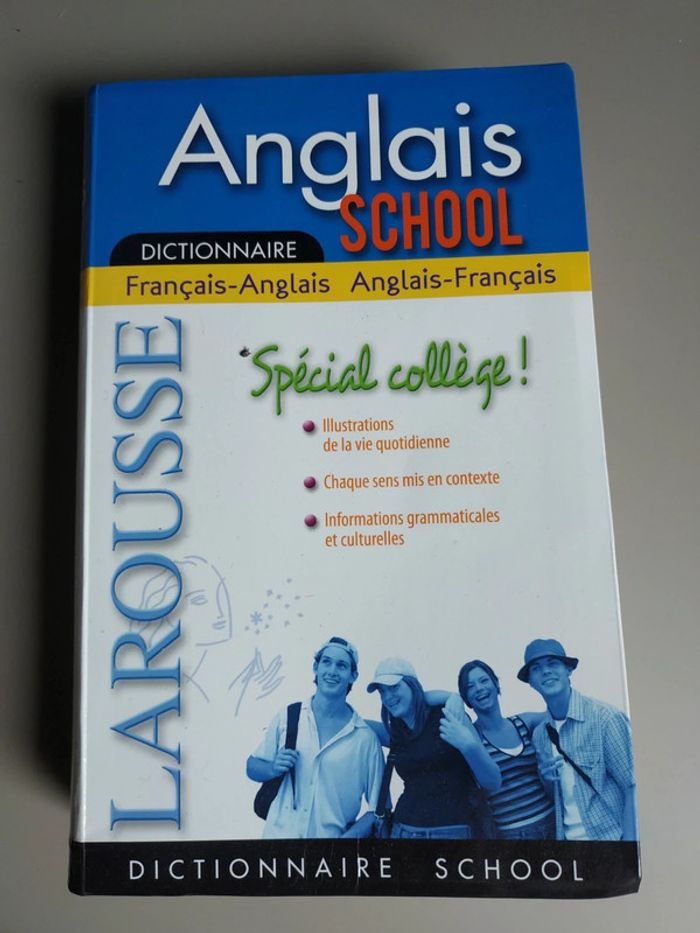 Anglais
SCHOOL
DICTIONNAIRE
Français-Anglais Anglais-Français
LAROUSSE
Spécial collège !
Illustrations
de la vie quotidienne
Chaque sens mis en contexte
Informations grammaticales
et culturelles
DICTIONNAIRE SCHOOL